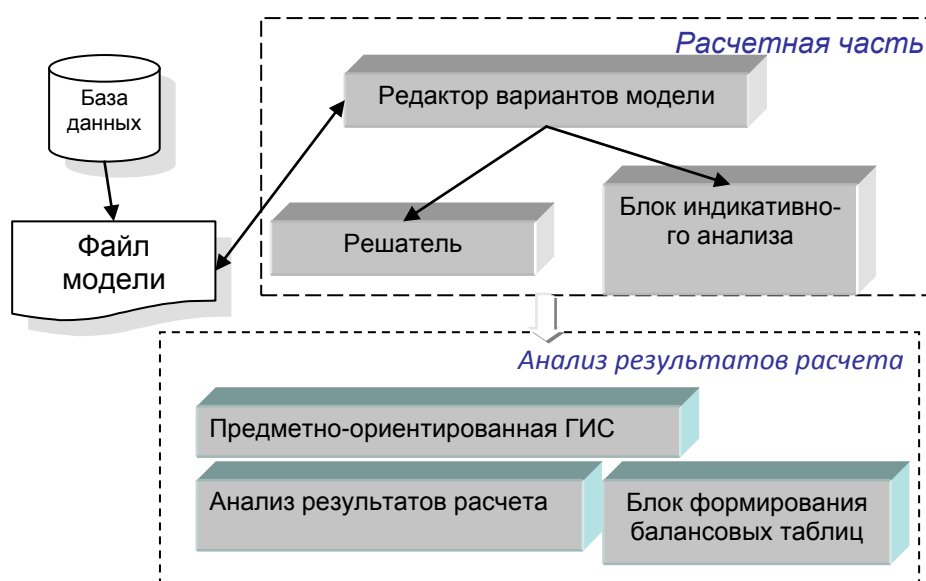 Расчетная часть
База
данных
Редактор вариантов модели
Файл
модели
Решатель
Блок индикативно-
го анализа
Анализ результатов расчета
Предметно-ориентированная ГИС
Анализ результатов расчета
Блок формирования
балансовых таблиц